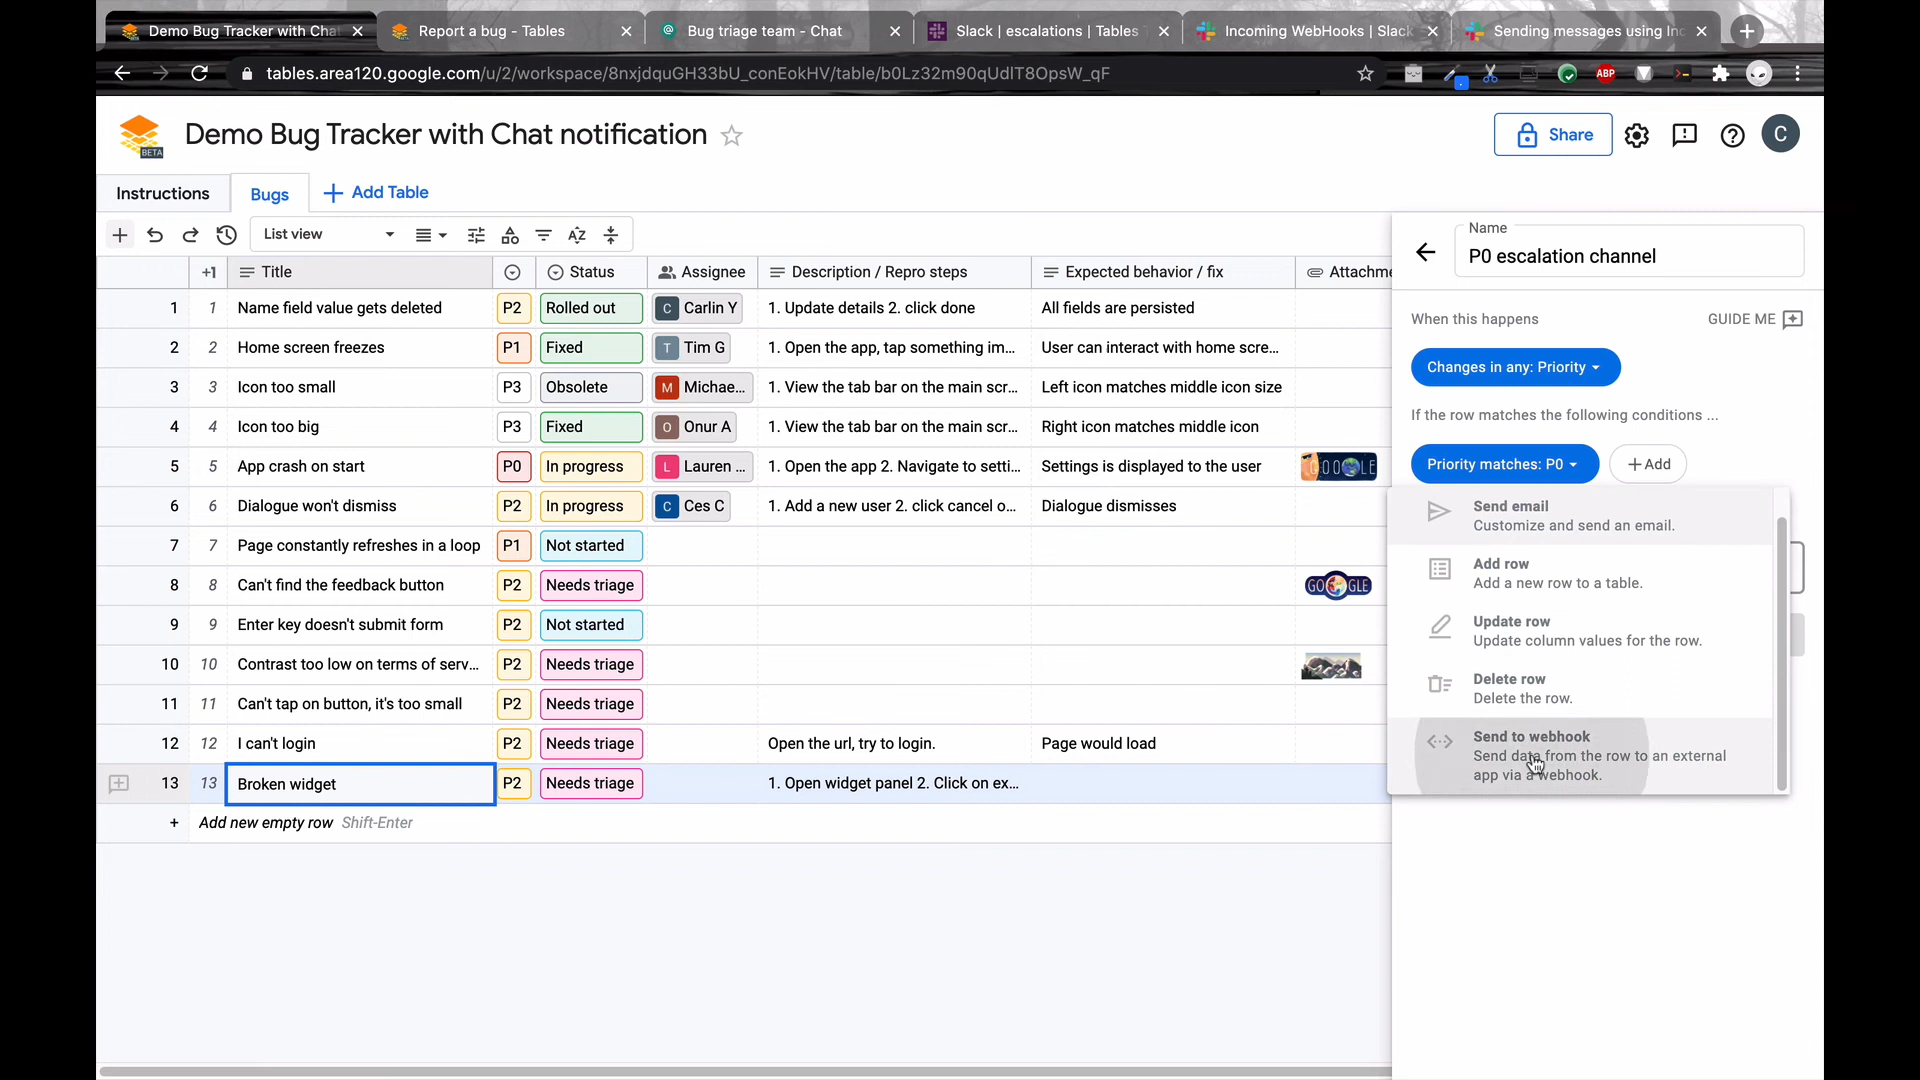 Demo Bug Tracker with Cha
Report a bug - Tables
Bug triage team - Chat
Slack | escalations | Tables
Incoming WebHooks | Slack
Sending messages using Inc
tables.area120.google.com/u/2/workspace/8nxjdquGH33bU_conEokHV/table/b0Lz32m90qUdlT8OpsW_qF
ABP
BETA
Demo Bug Tracker with Chat notification
Share
C
Instructions
Bugs
Add Table
List view
Name
P0 escalation channel
+1 Title Status Assignee Description / Repro steps Expected behavior / fix Attachme
1 1 Name field value gets deleted P2 Rolled out C Carlin Y 1. Update details 2. click done All fields are persisted
2 2 Home screen freezes P1 Fixed T Tim G 1. Open the app, tap something im... User can interact with home scre...
3 3 Icon too small P3 Obsolete M Michae... 1. View the tab bar on the main scr... Left icon matches middle icon size
4 4 Icon too big P3 Fixed O Onur A 1. View the tab bar on the main scr... Right icon matches middle icon
5 5 App crash on start P0 In progress L Lauren ... 1. Open the app 2. Navigate to setti... Settings is displayed to the user GOOGLE
6 6 Dialogue won't dismiss P2 In progress C Ces C 1. Add a new user 2. click cancel o... Dialogue dismisses
7 7 Page constantly refreshes in a loop P1 Not started
8 8 Can't find the feedback button P2 Needs triage GOOGLE
9 9 Enter key doesn't submit form P2 Not started
10 10 Contrast too low on terms of serv... P2 Needs triage
11 11 Can't tap on button, it's too small P2 Needs triage
12 12 I can't login P2 Needs triage Open the url, try to login. Page would load
13 13 Broken widget P2 Needs triage 1. Open widget panel 2. Click on ex...
+ Add new empty row Shift-Enter
When this happens
GUIDE ME
Changes in any: Priority
If the row matches the following conditions ...
Priority matches: P0
+ Add
Send email
Customize and send an email.
Add row
Add a new row to a table.
Update row
Update column values for the row.
Delete row
Delete the row.
Send to webhook
Send data from the row to an external
app via a webhook.